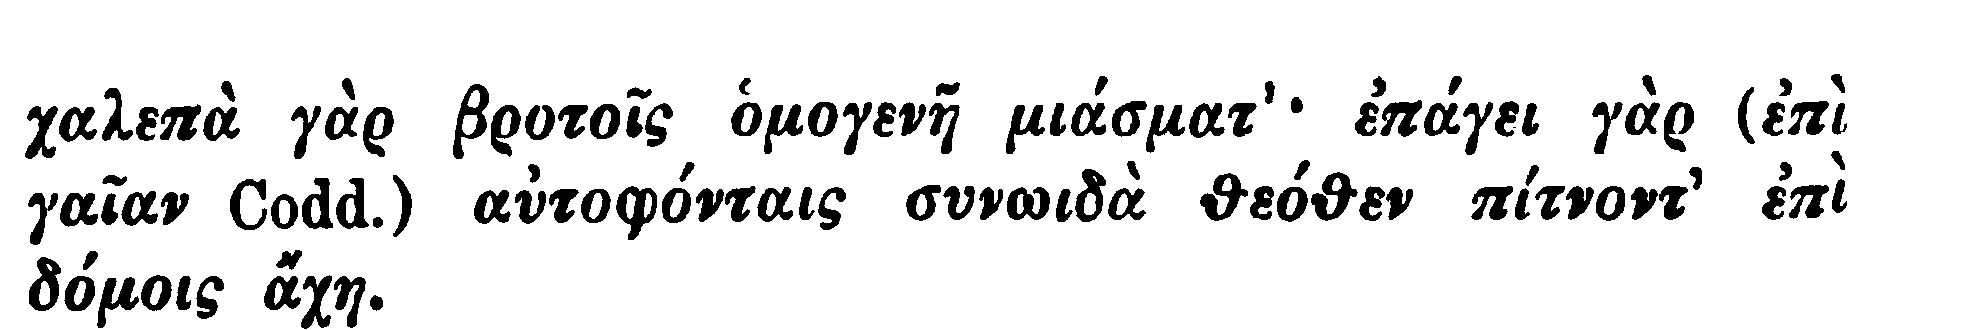 χαλεπὰ γὰρ βροτοῖς ὁμογενῆ μιάσματ'· ἐπάγει γὰρ (ἐπὶ
γαῖαν Codd.) αὐτοφόνταις συνωιδὰ θεόθεν πίτνοντ' ἐπὶ
δόμοις ἄχη.